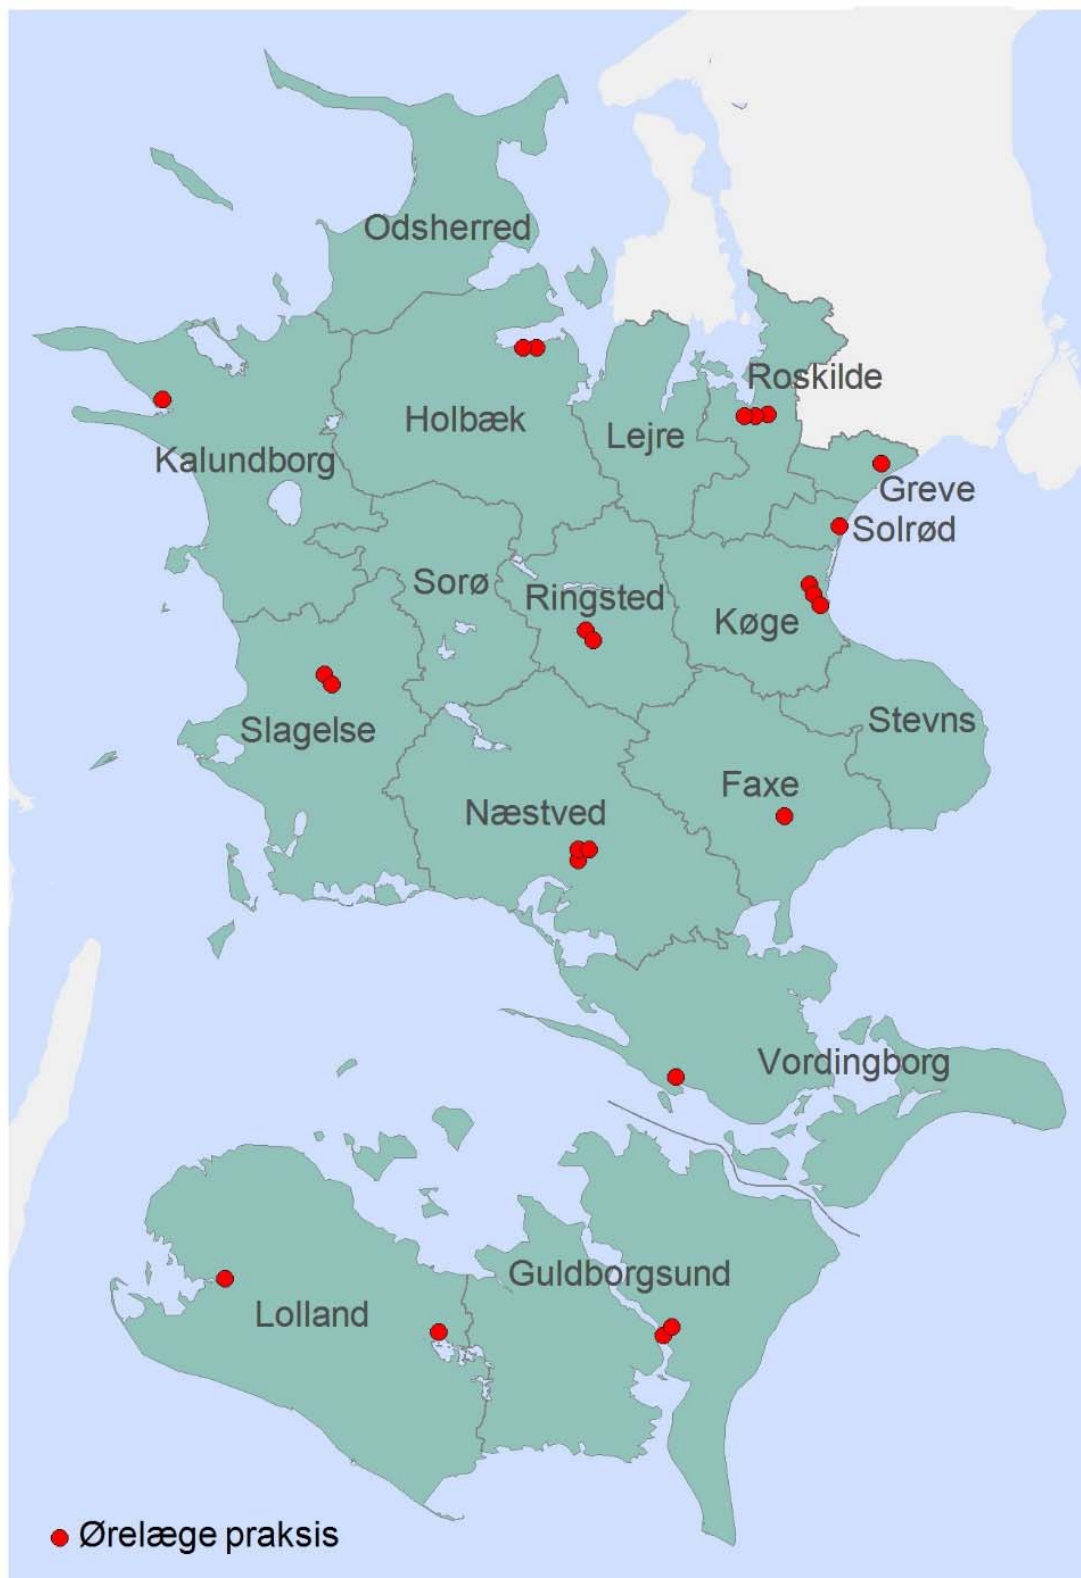 Odsherred
Roskilde
Holbæk
Lejre
Kalundborg
Greve
Solrød
Sorø
Ringsted
Køge
Stevns
Slagelse
Faxe
Næstved
Vordingborg
Guldborgsund
Lolland
Ørelæge praksis